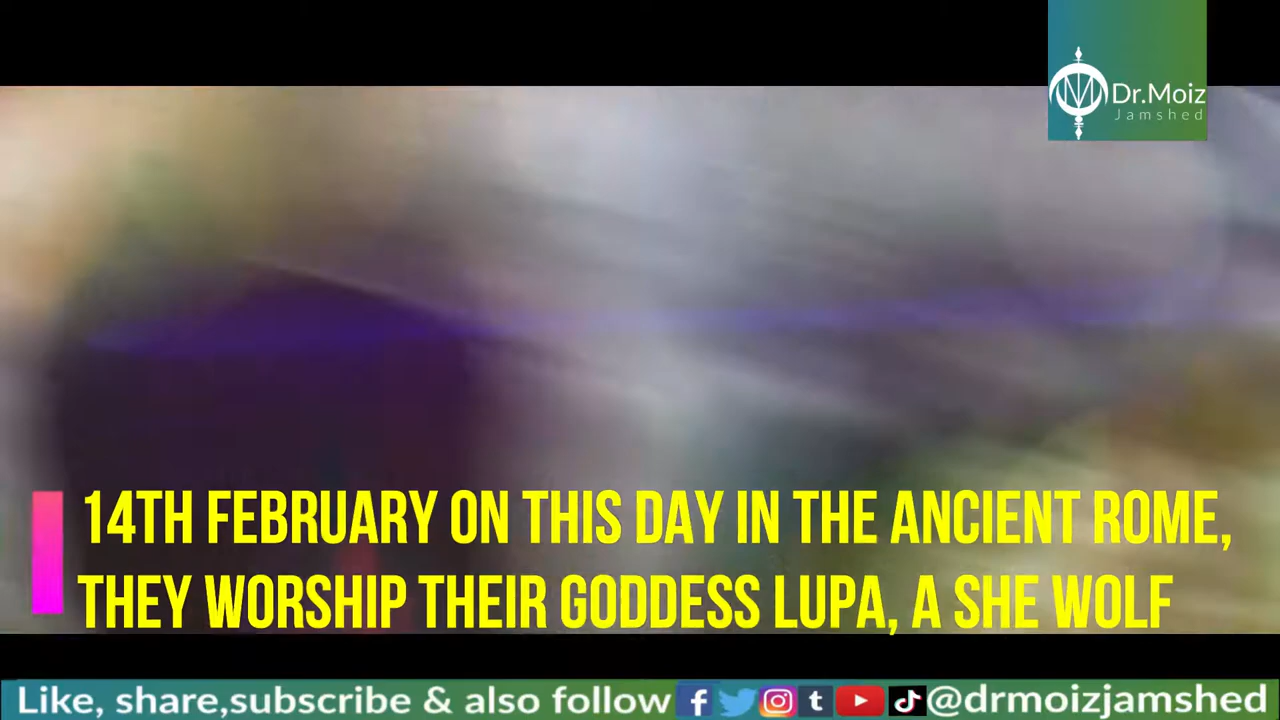 Dr.Moiz
Jamshed
14TH FEBRUARY ON THIS DAY IN THE ANCIENT ROME,
THEY WORSHIP THEIR GODDESS LUPA, A SHE WOLF
Like, share,subscribe & also follow @drmoizjamshed